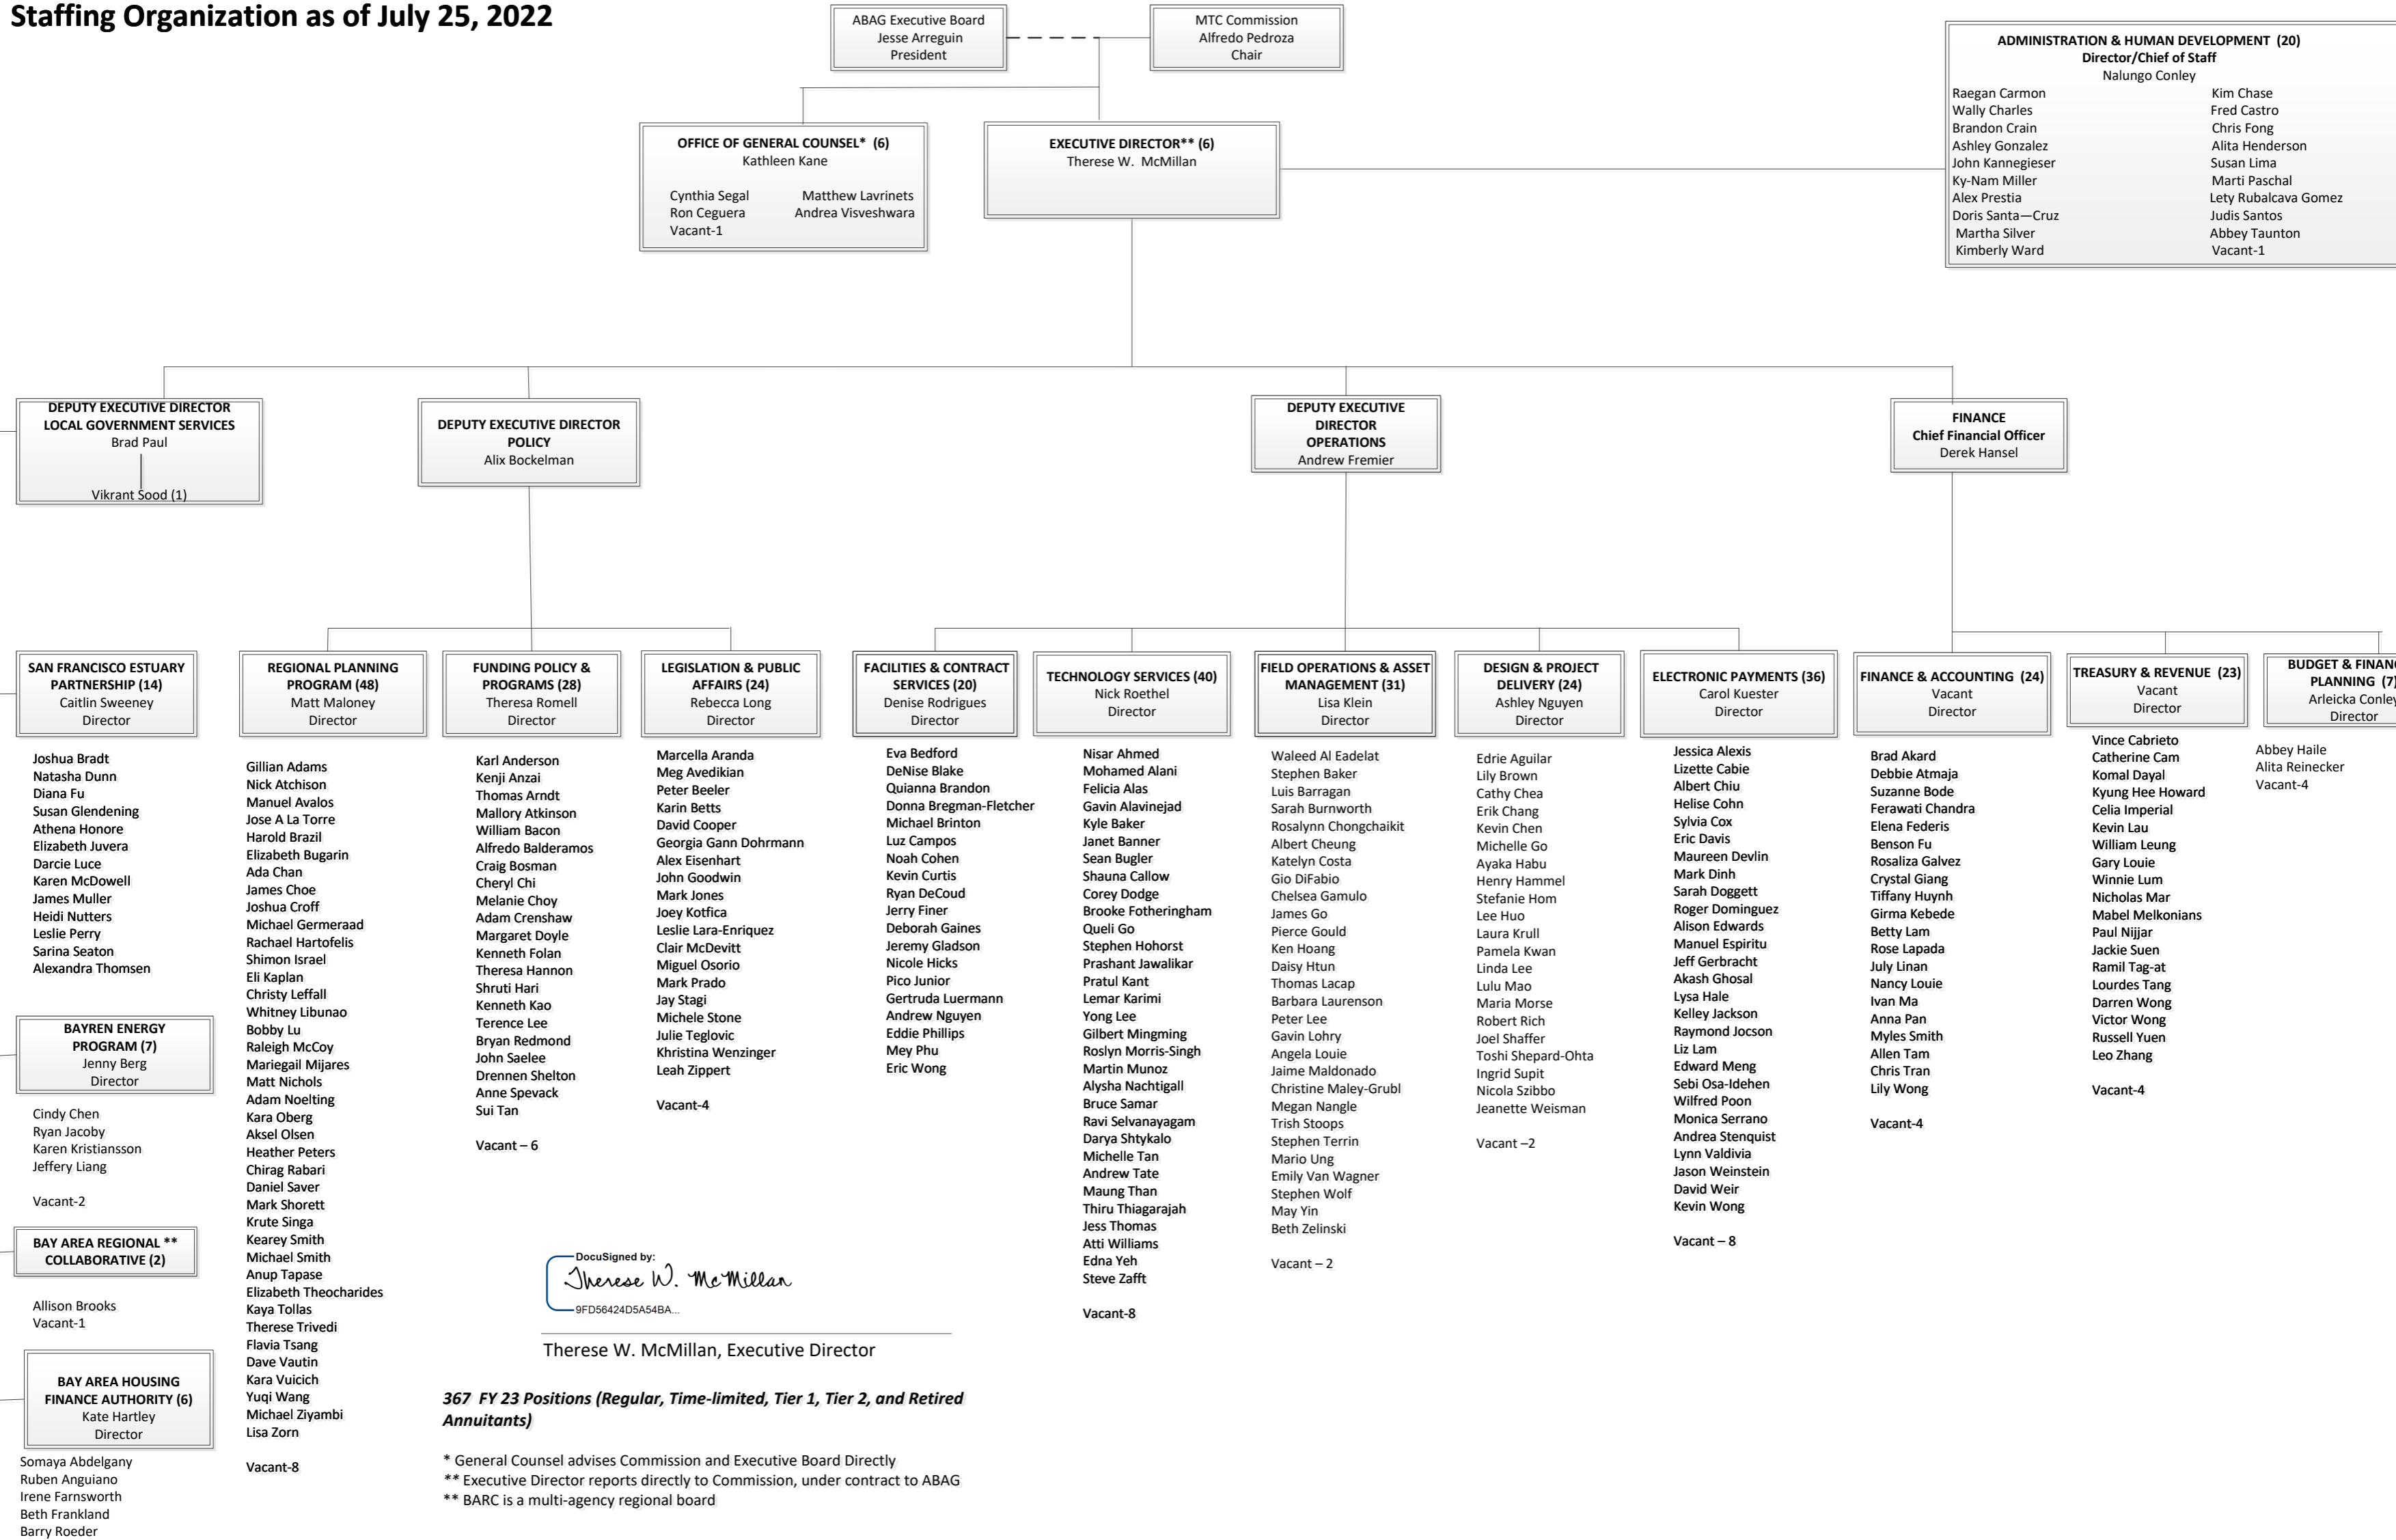 Staffing Organization as of July 25, 2022
ABAG Executive Board
Jesse Arreguin
President
MTC Commission
Alfredo Pedroza
Chair
ADMINISTRATION & HUMAN DEVELOPMENT (20)
Director/Chief of Staff
Nalungo Conley
Raegan Carmon
Wally Charles
Brandon Crain
Ashley Gonzalez
John Kannegieser
Ky-Nam Miller
Alex Prestia
Doris Santa—Cruz
Martha Silver
Kimberly Ward
Kim Chase
Fred Castro
Chris Fong
Alita Henderson
Susan Lima
Marti Paschal
Lety Rubalcava Gomez
Judis Santos
Abbey Taunton
Vacant-1
OFFICE OF GENERAL COUNSEL* (6)
Kathleen Kane
Cynthia Segal Matthew Lavrinets
Ron Ceguera Andrea Visveshwara
Vacant-1
EXECUTIVE DIRECTOR** (6)
Therese W. McMillan
DEPUTY EXECUTIVE DIRECTOR
LOCAL GOVERNMENT SERVICES
Brad Paul
Vikrant Sood (1)
DEPUTY EXECUTIVE DIRECTOR
POLICY
Alix Bockelman
DEPUTY EXECUTIVE
DIRECTOR
OPERATIONS
Andrew Fremier
FINANCE
Chief Financial Officer
Derek Hansel
SAN FRANCISCO ESTUARY
PARTNERSHIP (14)
Caitlin Sweeney
Director
Joshua Bradt
Natasha Dunn
Diana Fu
Susan Glendening
Athena Honore
Elizabeth Juvera
Darcie Luce
Karen McDowell
James Muller
Heidi Nutters
Leslie Perry
Sarina Seaton
Alexandra Thomsen
BAYREN ENERGY
PROGRAM (7)
Jenny Berg
Director
Cindy Chen
Ryan Jacoby
Karen Kristiansson
Jeffery Liang
Vacant-2
BAY AREA REGIONAL **
COLLABORATIVE (2)
Allison Brooks
Vacant-1
BAY AREA HOUSING
FINANCE AUTHORITY (6)
Kate Hartley
Director
Somaya Abdelgany
Ruben Anguiano
Irene Farnsworth
Beth Frankland
Barry Roeder
REGIONAL PLANNING
PROGRAM (48)
Matt Maloney
Director
Gillian Adams
Nick Atchison
Manuel Avalos
Jose A La Torre
Harold Brazil
Elizabeth Bugarin
Ada Chan
James Choe
Joshua Croff
Michael Germeraad
Rachael Hartofelis
Shimon Israel
Eli Kaplan
Christy Leffall
Whitney Libunao
Bobby Lu
Raleigh McCoy
Mariegail Mijares
Matt Nichols
Adam Noelting
Kara Oberg
Aksel Olsen
Heather Peters
Chirag Rabari
Daniel Saver
Mark Shorett
Krute Singa
Kearey Smith
Michael Smith
Anup Tapase
Elizabeth Theocharides
Kaya Tollas
Therese Trivedi
Flavia Tsang
Dave Vautin
Kara Vuicich
Yuqi Wang
Michael Ziyambi
Lisa Zorn
Vacant-8
FUNDING POLICY &
PROGRAMS (28)
Theresa Romell
Director
Karl Anderson
Kenji Anzai
Thomas Arndt
Mallory Atkinson
William Bacon
Alfredo Balderamos
Craig Bosman
Cheryl Chi
Melanie Choy
Adam Crenshaw
Margaret Doyle
Kenneth Folan
Theresa Hannon
Shruti Hari
Kenneth Kao
Terence Lee
Bryan Redmond
John Saelee
Drennen Shelton
Anne Spevack
Sui Tan
Vacant – 6
LEGISLATION & PUBLIC
AFFAIRS (24)
Rebecca Long
Director
Marcella Aranda
Meg Avedikian
Peter Beeler
Karin Betts
David Cooper
Georgia Gann Dohrmann
Alex Eisenhart
John Goodwin
Mark Jones
Joey Kotfica
Leslie Lara-Enriquez
Clair McDevitt
Miguel Osorio
Mark Prado
Jay Stagi
Michele Stone
Julie Teglovic
Khristina Wenzinger
Leah Zippert
Vacant-4
FACILITIES & CONTRACT
SERVICES (20)
Denise Rodrigues
Director
Eva Bedford
DeNise Blake
Quianna Brandon
Donna Bregman-Fletcher
Michael Brinton
Luz Campos
Noah Cohen
Kevin Curtis
Ryan DeCoud
Jerry Finer
Deborah Gaines
Jeremy Gladson
Nicole Hicks
Pico Junior
Gertruda Luermann
Andrew Nguyen
Eddie Phillips
Mey Phu
Eric Wong
TECHNOLOGY SERVICES (40)
Nick Roethel
Director
Nisar Ahmed
Mohamed Alani
Felicia Alas
Gavin Alavinejad
Kyle Baker
Janet Banner
Sean Bugler
Shauna Callow
Corey Dodge
Brooke Fotheringham
Queli Go
Stephen Hohorst
Prashant Jawalikar
Pratul Kant
Lemar Karimi
Yong Lee
Gilbert Mingming
Roslyn Morris-Singh
Martin Munoz
Alysha Nachtigall
Bruce Samar
Ravi Selvanayagam
Darya Shtykalo
Michelle Tan
Andrew Tate
Maung Than
Thiru Thiagarajah
Jess Thomas
Atti Williams
Edna Yeh
Steve Zafft
Vacant-8
FIELD OPERATIONS & ASSET
MANAGEMENT (31)
Lisa Klein
Director
Waleed Al Eadelat
Stephen Baker
Luis Barragan
Sarah Burnworth
Rosalynn Chongchaikit
Albert Cheung
Katelyn Costa
Gio DiFabio
Chelsea Gamulo
James Go
Pierce Gould
Ken Hoang
Daisy Htun
Thomas Lacap
Barbara Laurenson
Peter Lee
Gavin Lohry
Angela Louie
Jaime Maldonado
Christine Maley-Grubl
Megan Nangle
Trish Stoops
Stephen Terrin
Mario Ung
Emily Van Wagner
Stephen Wolf
May Yin
Beth Zelinski
Vacant – 2
DESIGN & PROJECT
DELIVERY (24)
Ashley Nguyen
Director
Edrie Aguilar
Lily Brown
Cathy Chea
Erik Chang
Kevin Chen
Michelle Go
Ayaka Habu
Henry Hammel
Stefanie Hom
Lee Huo
Laura Krull
Pamela Kwan
Linda Lee
Lulu Mao
Maria Morse
Robert Rich
Joel Shaffer
Toshi Shepard-Ohta
Ingrid Supit
Nicola Szibbo
Jeanette Weisman
Vacant –2
ELECTRONIC PAYMENTS (36)
Carol Kuester
Director
Jessica Alexis
Lizette Cabie
Albert Chiu
Helise Cohn
Sylvia Cox
Eric Davis
Maureen Devlin
Mark Dinh
Sarah Doggett
Roger Dominguez
Alison Edwards
Manuel Espiritu
Jeff Gerbracht
Akash Ghosal
Lysa Hale
Kelley Jackson
Raymond Jocson
Liz Lam
Edward Meng
Sebi Osa-Idehen
Wilfred Poon
Monica Serrano
Andrea Stenquist
Lynn Valdivia
Jason Weinstein
David Weir
Kevin Wong
Vacant – 8
FINANCE & ACCOUNTING (24)
Vacant
Director
Brad Akard
Debbie Atmaja
Suzanne Bode
Ferawati Chandra
Elena Federis
Benson Fu
Rosaliza Galvez
Crystal Giang
Tiffany Huynh
Girma Kebede
Betty Lam
Rose Lapada
July Linan
Nancy Louie
Ivan Ma
Anna Pan
Myles Smith
Allen Tam
Chris Tran
Lily Wong
Vacant-4
TREASURY & REVENUE (23)
Vacant
Director
Vince Cabrieto
Catherine Cam
Komal Dayal
Kyung Hee Howard
Celia Imperial
Kevin Lau
William Leung
Gary Louie
Winnie Lum
Nicholas Mar
Mabel Melkonians
Paul Nijjar
Jackie Suen
Ramil Tag-at
Lourdes Tang
Darren Wong
Victor Wong
Russell Yuen
Leo Zhang
Vacant-4
BUDGET & FINANC
PLANNING (7)
Arleicka Conley
Director
Abbey Haile
Alita Reinecker
Vacant-4
DocuSigned by:
Therese W. McMillan
9FD56424D5A54BA...
Therese W. McMillan, Executive Director
367 FY 23 Positions (Regular, Time-limited, Tier 1, Tier 2, and Retired
Annuitants)
* General Counsel advises Commission and Executive Board Directly
** Executive Director reports directly to Commission, under contract to ABAG
** BARC is a multi-agency regional board